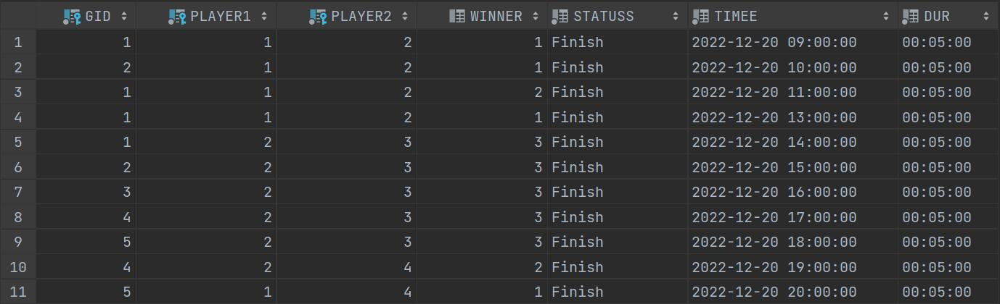 GID PLAYER1 PLAYER2 WINNER STATUSS TIMEE DUR
1 1 1 2 1 Finish 2022-12-20 09:00:00 00:05:00
2 2 1 2 1 Finish 2022-12-20 10:00:00 00:05:00
3 1 1 2 2 Finish 2022-12-20 11:00:00 00:05:00
4 1 1 2 1 Finish 2022-12-20 13:00:00 00:05:00
5 1 2 3 3 Finish 2022-12-20 14:00:00 00:05:00
6 2 2 3 3 Finish 2022-12-20 15:00:00 00:05:00
7 3 2 3 3 Finish 2022-12-20 16:00:00 00:05:00
8 4 2 3 3 Finish 2022-12-20 17:00:00 00:05:00
9 5 2 3 3 Finish 2022-12-20 18:00:00 00:05:00
10 4 2 4 2 Finish 2022-12-20 19:00:00 00:05:00
11 5 1 4 1 Finish 2022-12-20 20:00:00 00:05:00